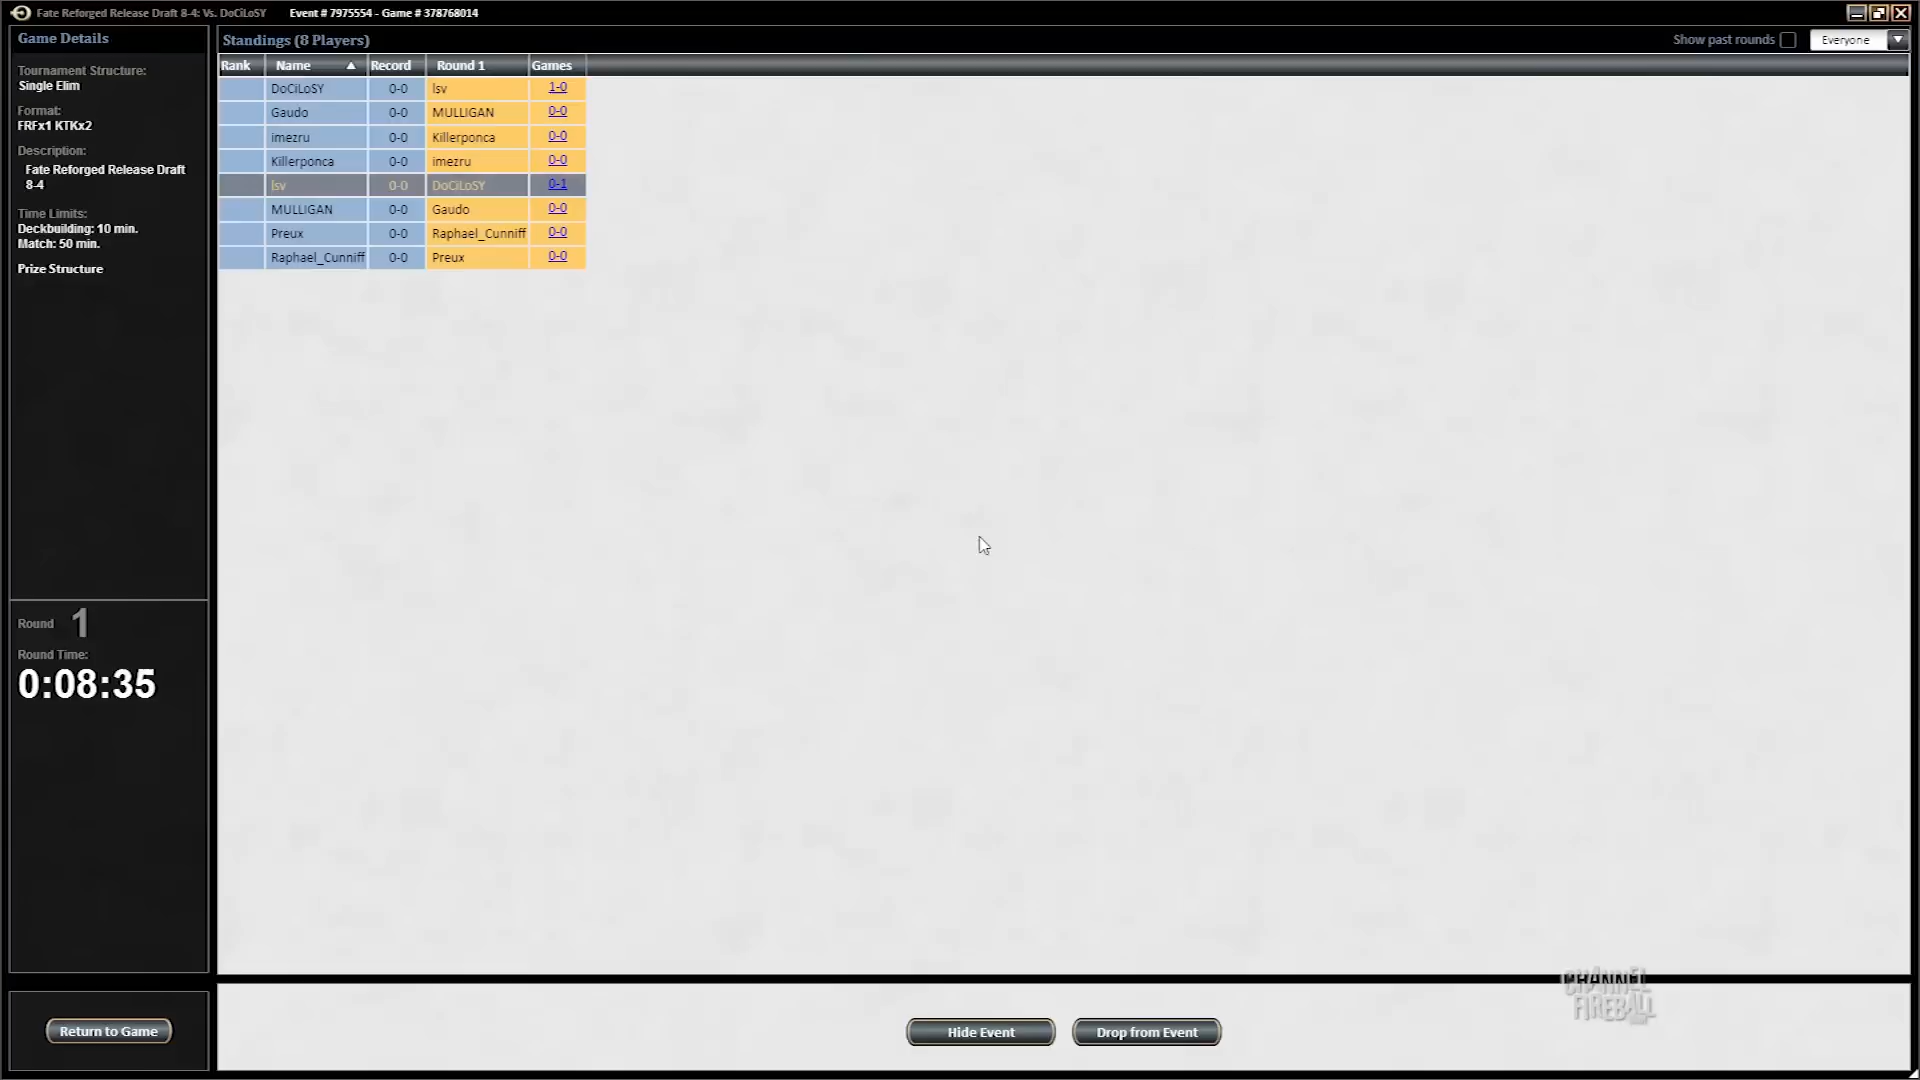 Fate Reforged Release Draft 8-4: Vs. DoCiLoSY Event # 7975554 - Game # 378768014
Game Details
Tournament Structure:
Single Elim
Format:
FRFx1 KTKx2
Description:
Fate Reforged Release Draft
8-4
Time Limits:
Deckbuilding: 10 min.
Match: 50 min.
Prize Structure
Round 1
Round Time:
0:08:35
Return to Game
Standings (8 Players) Show past rounds Everyone
Rank Name Record Round 1 Games
DoCiLoSY 0-0 lsv 1-0
Gaudo 0-0 MULLIGAN 0-0
imezru 0-0 Killerponca 0-0
Killerponca 0-0 imezru 0-0
lsv 0-0 DoCiLoSY 0-1
MULLIGAN 0-0 Gaudo 0-0
Preux 0-0 Raphael_Cunniff 0-0
Raphael_Cunniff 0-0 Preux 0-0
Hide Event Drop from Event
CHANNEL
FIREBALL